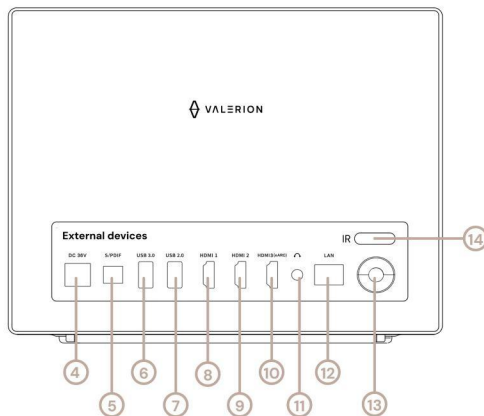 VALERION
External devices
IR
DC 36V S/PDIF USB 3.0 USB 2.0 HDMI 1 HDMI 2 HDMI3(eARC) LAN
14
4 6 8 10 12
5 7 9 11 13